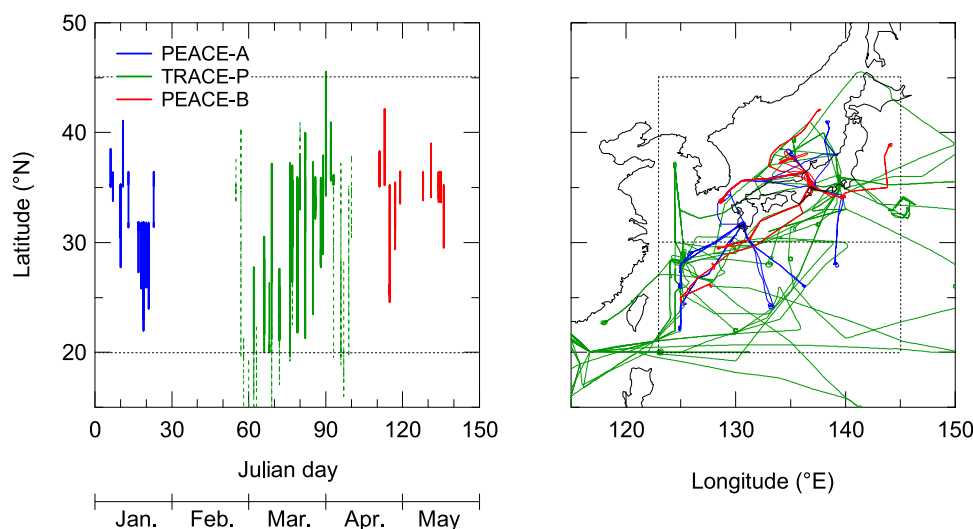 50
40
30
20
Latitude (°N)
PEACE-A
TRACE-P
PEACE-B
0 30 60 90 120 150
Julian day
Jan. Feb. Mar. Apr. May
120 130 140 150
Longitude (°E)